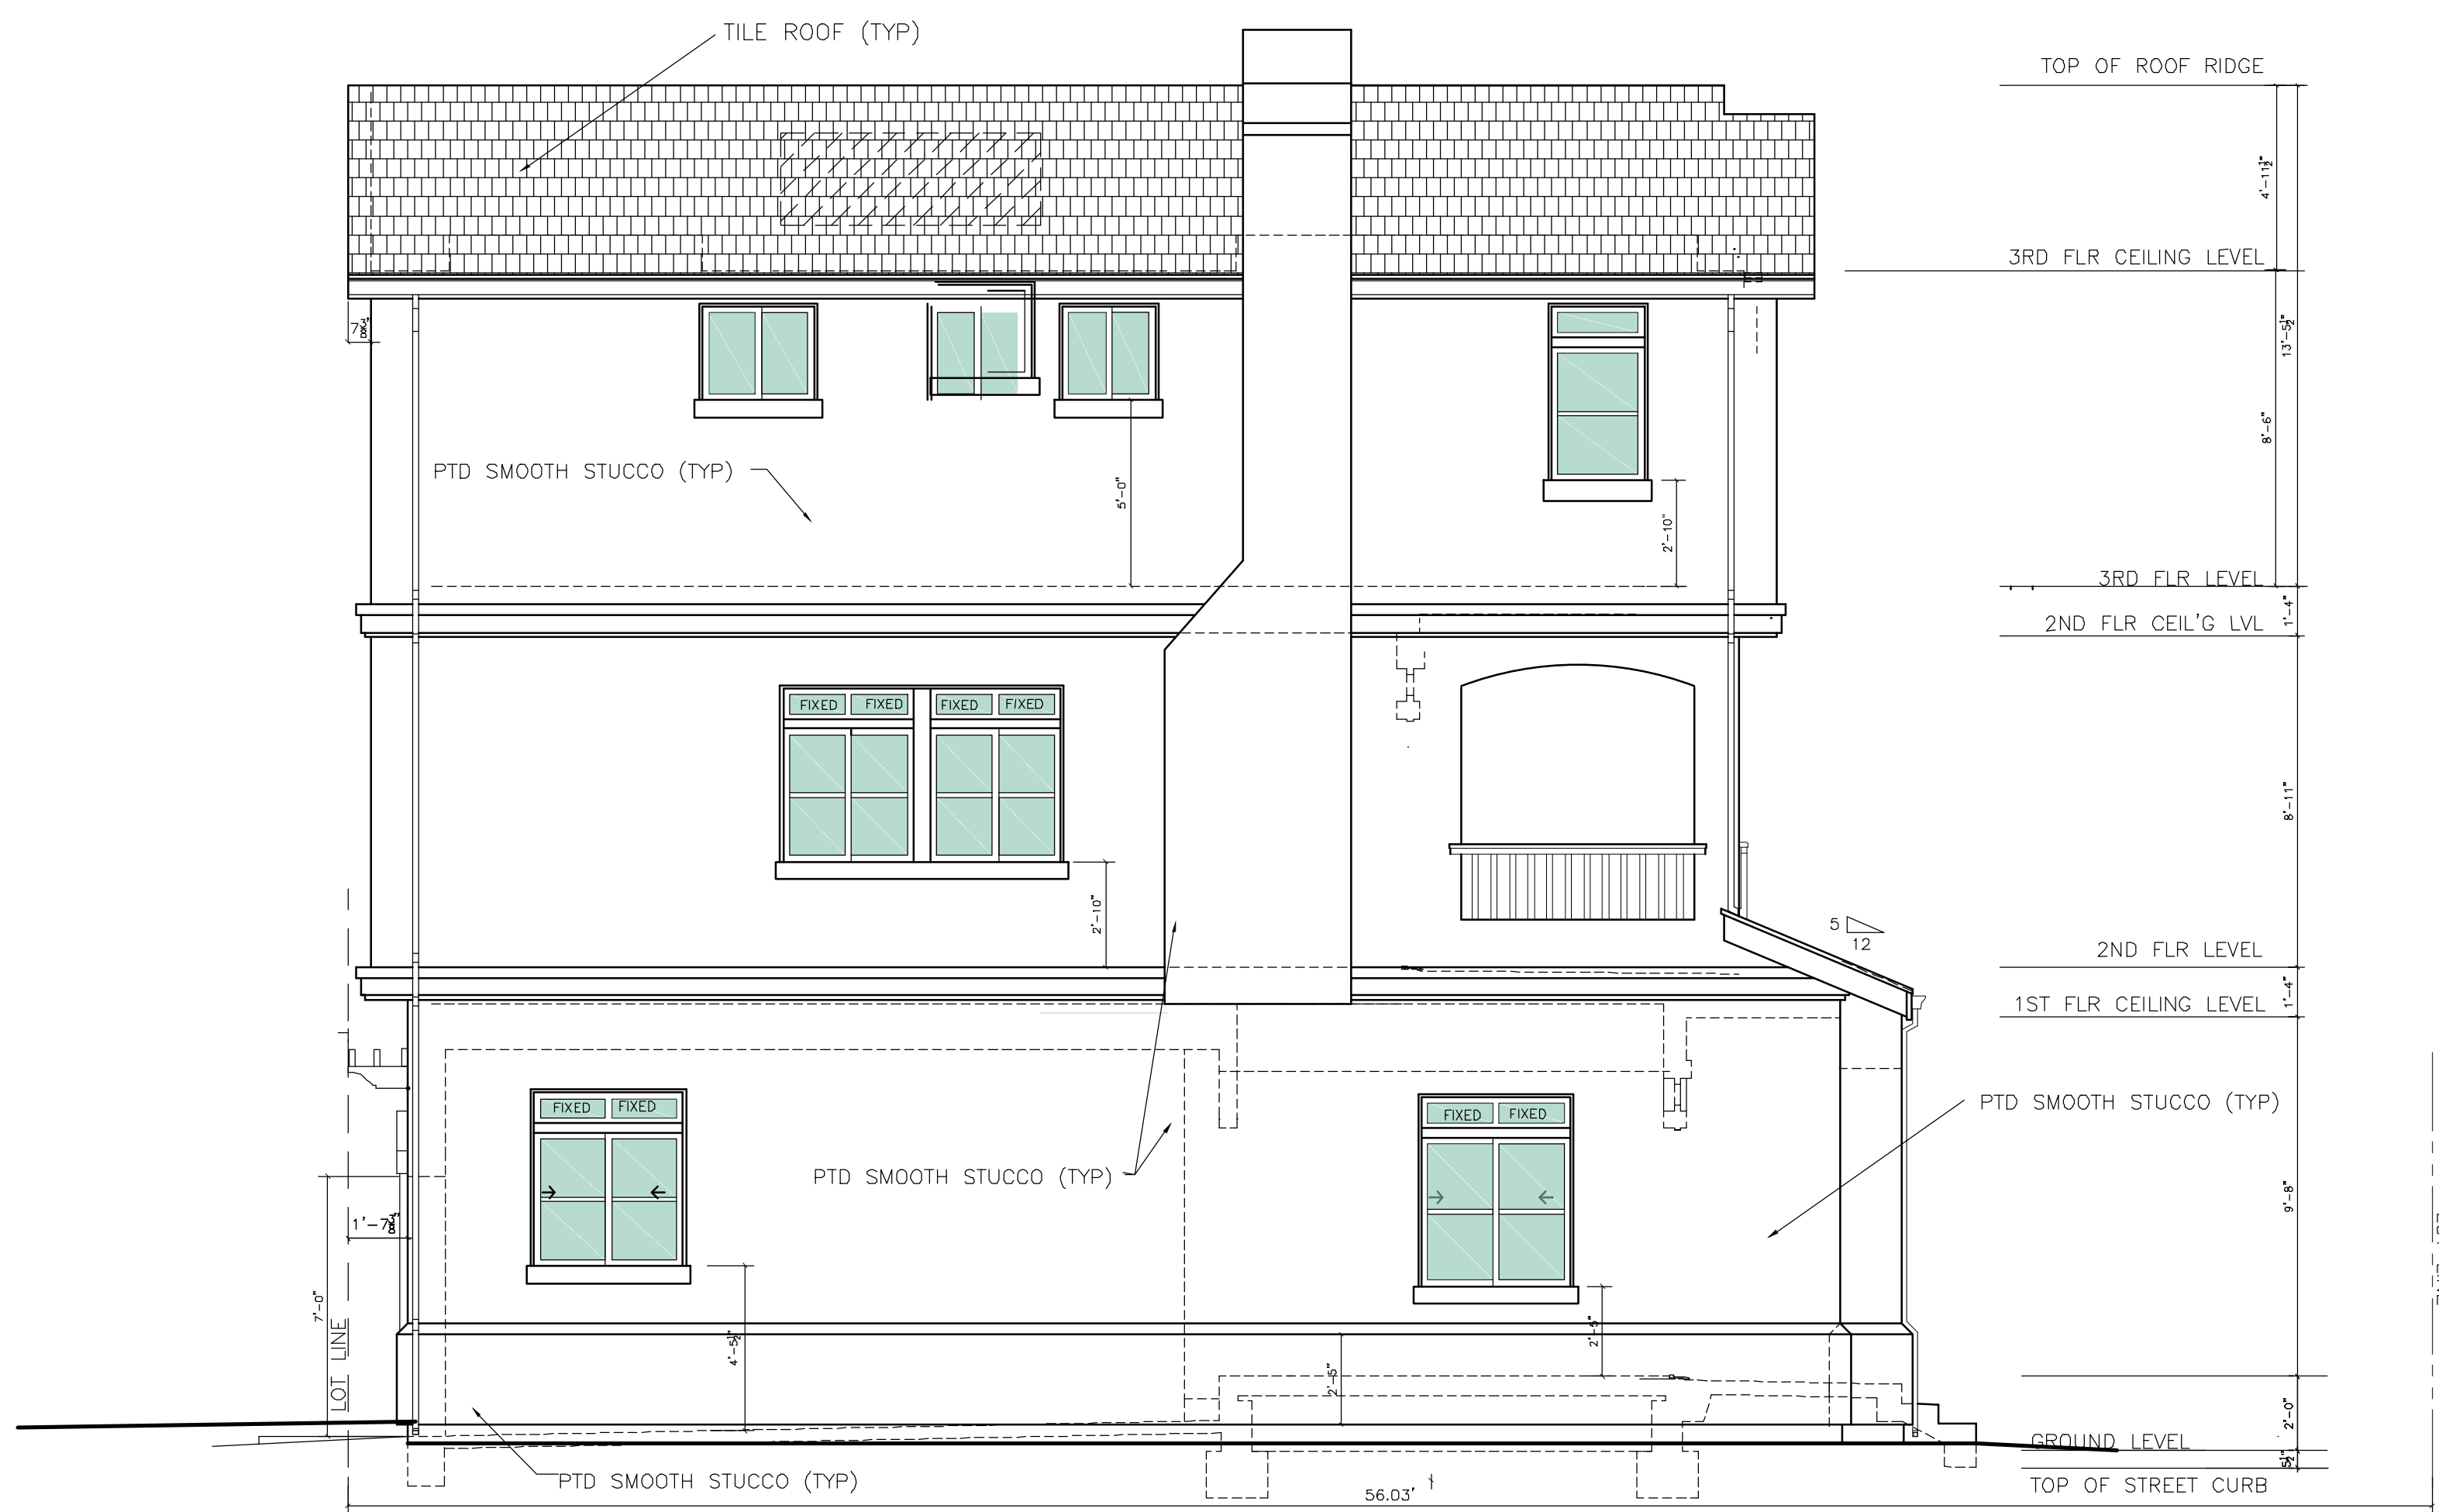 TILE ROOF (TYP)
TOP OF ROOF RIDGE
4'-11½"
3RD FLR CEILING LEVEL
7⅜"
13'-5½"
8'-6"
PTD SMOOTH STUCCO (TYP)
5'-0"
2'-10"
3RD FLR LEVEL
1'-4"
2ND FLR CEIL'G LVL
FIXED FIXED FIXED FIXED
8'-11"
2'-10"
5
12
2ND FLR LEVEL
1'-4"
1ST FLR CEILING LEVEL
FIXED FIXED
FIXED FIXED
PTD SMOOTH STUCCO (TYP)
PTD SMOOTH STUCCO (TYP)
9'-8"
1'-7⅜"
7'-0"
LOT LINE
4'-5½"
2'-5"
2'-5"
2'-0"
GROUND LEVEL
5½"
PTD SMOOTH STUCCO (TYP)
TOP OF STREET CURB
56.03'